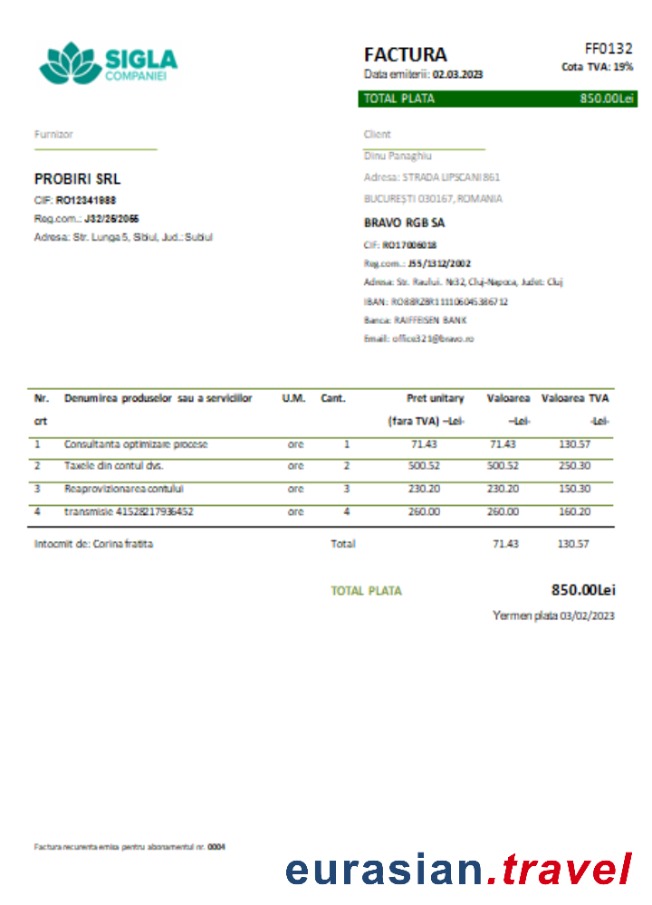 SIGLA
COMPANIEI
FACTURA
FF0132
Data emiterii: 02.03.2023
Cota TVA: 19%
TOTAL PLATA 850.00Lei
Furnizor
Client
PROBIRI SRL
CIF: RO12341988
Reg.com.: J32/26/2066
Adresa: Str. Lunga 5, Sibiul, Jud.: Subiul
Dinu Panaghiu
Adresa: STRADA LIPSCANI 861
BUCUREȘTI 030167, ROMANIA
BRAVO RGB SA
CIF: RO17006018
Reg.com.: J55/1312/2002
Adresa: Str. Raului. Nr32, Cluj-Napoca, Judet: Cluj
IBAN: RO88RZBR1111060453B6712
Banca: RAIFFEISEN BANK
Email: office321@bravo.ro
Nr. Denumirea produselor sau a serviciilor U.M. Cant. Pret unitary Valoarea Valoarea TVA
crt (fara TVA) –Lei- –Lei- -Lei-
1 Consultanta optimizare procese ore 1 71.43 71.43 130.57
2 Taxele din contul dvs. ore 2 500.52 500.52 250.30
3 Reaprovizionarea contului ore 3 230.20 230.20 150.30
4 transmisie 41528217936452 ore 4 260.00 260.00 160.20
Intocmit de: Corina fratita Total 71.43 130.57
TOTAL PLATA 850.00Lei
Yermen plata 03/02/2023
Factura recurenta emisa pentru abonamentul nr. 0004
eurasian.travel